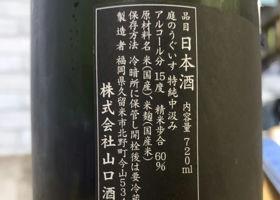 品目 日本酒 内容量 720ml
庭のうぐいす 特純中汲み
アルコール分 15度 精米歩合 60%
原材料名 米(国産)、米麹(国産米)
保存方法 冷暗所に保管し開栓後は要冷蔵
製造者 福岡県久留米市北野町今山53
株式会社山口酒